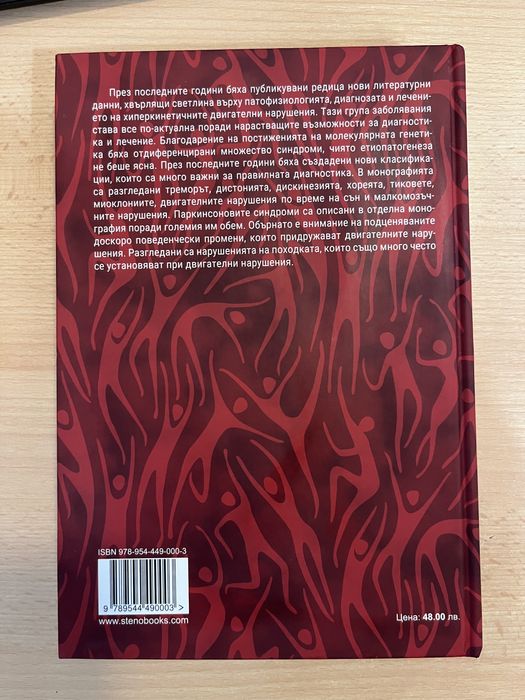 През последните години бяха публикувани редица нови литературни
данни, хвърлящи светлина върху патофизиологията, диагнозата и лечени-
ето на хиперкинетичните двигателни нарушения. Тази група заболявания
става все по-актуална поради нарастващите възможности за диагности-
ка и лечение. Благодарение на постиженията на молекулярната генети-
ка бяха отдиференцирани множество синдроми, чиято етиопатогенеза
не беше ясна. През последните години бяха създадени нови класифика-
ции, които са много важни за правилната диагностика. В монографията
са разгледани треморът, дистонията, дискинезията, хореята, тиковете,
миоклониите, двигателните нарушения по време на сън и малкомозъч-
ните нарушения. Паркинсоновите синдроми са описани в отделна моно-
графия поради големия им обем. Обърнато е внимание на подценяваните
доскоро поведенчески промени, които придружават двигателните нару-
шения. Разгледани са нарушенията на походката, които също много често
се установяват при двигателни нарушения.
ISBN 978-954-449-000-3
9 789544 490003 >
www.stenobooks.com
Цена: 48.00 лв.